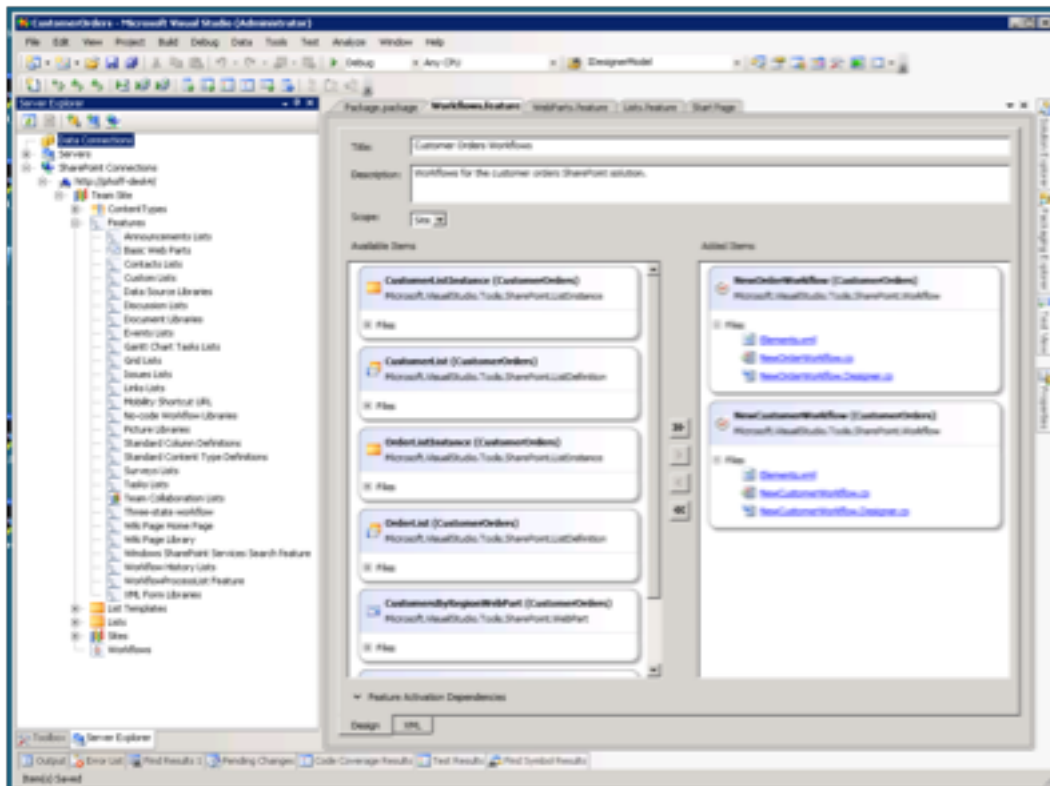 CustomerOrders - Microsoft Visual Studio (Administrator)
File Edit View Project Build Debug Data Tools Test Analyze Window Help
Debug Any CPU IDesignerModel
Server Explorer
Data Connections
Servers
SharePoint Connections
Team Site
ContentTypes
Features
Announcements Lists
Basic Web Parts
Contacts Lists
Custom Lists
Data Source Libraries
Discussion Lists
Document Libraries
Events Lists
Gantt Chart Tasks Lists
Grid Lists
Issues Lists
Links Lists
Mobility Shortcut URL
No-code Workflow Libraries
Picture Libraries
Standard Column Definitions
Standard Content Type Definitions
Surveys Lists
Tasks Lists
Team Collaboration Lists
Three-state workflow
Wiki Page Home Page
Wiki Page Library
Windows SharePoint Services Search feature
Workflow History Lists
WorkflowProcessList Feature
XML Form Libraries
List Templates
Lists
Sites
Workflows
Toolbox Server Explorer
Package.package Workflows.feature WebParts.feature Lists.feature Start Page
Title: Customer Orders Workflows
Description: Workflows for the customer orders SharePoint solution.
Scope: Site
Available Items
CustomerListInstance (CustomerOrders)
Microsoft.VisualStudio.Tools.SharePoint.ListInstance
Files
CustomerList (CustomerOrders)
Microsoft.VisualStudio.Tools.SharePoint.ListDefinition
Files
OrderListInstance (CustomerOrders)
Microsoft.VisualStudio.Tools.SharePoint.ListInstance
Files
OrderList (CustomerOrders)
Microsoft.VisualStudio.Tools.SharePoint.ListDefinition
Files
CustomersByRegionWebPart (CustomerOrders)
Microsoft.VisualStudio.Tools.SharePoint.WebPart
Files
Added Items
NewOrderWorkflow (CustomerOrders)
Microsoft.VisualStudio.Tools.SharePoint.Workflow
Files
Elements.xml
NewOrderWorkflow.cs
NewOrderWorkflow.Designer.cs
NewCustomerWorkflow (CustomerOrders)
Microsoft.VisualStudio.Tools.SharePoint.Workflow
Files
Elements.xml
NewCustomerWorkflow.cs
NewCustomerWorkflow.Designer.cs
Feature Activation Dependencies
Design XML
Solution Explorer
Packaging Explorer
Test View
Properties
Output Error List Find Results 1 Pending Changes Code Coverage Results Test Results Find Symbol Results
Item(s) Saved